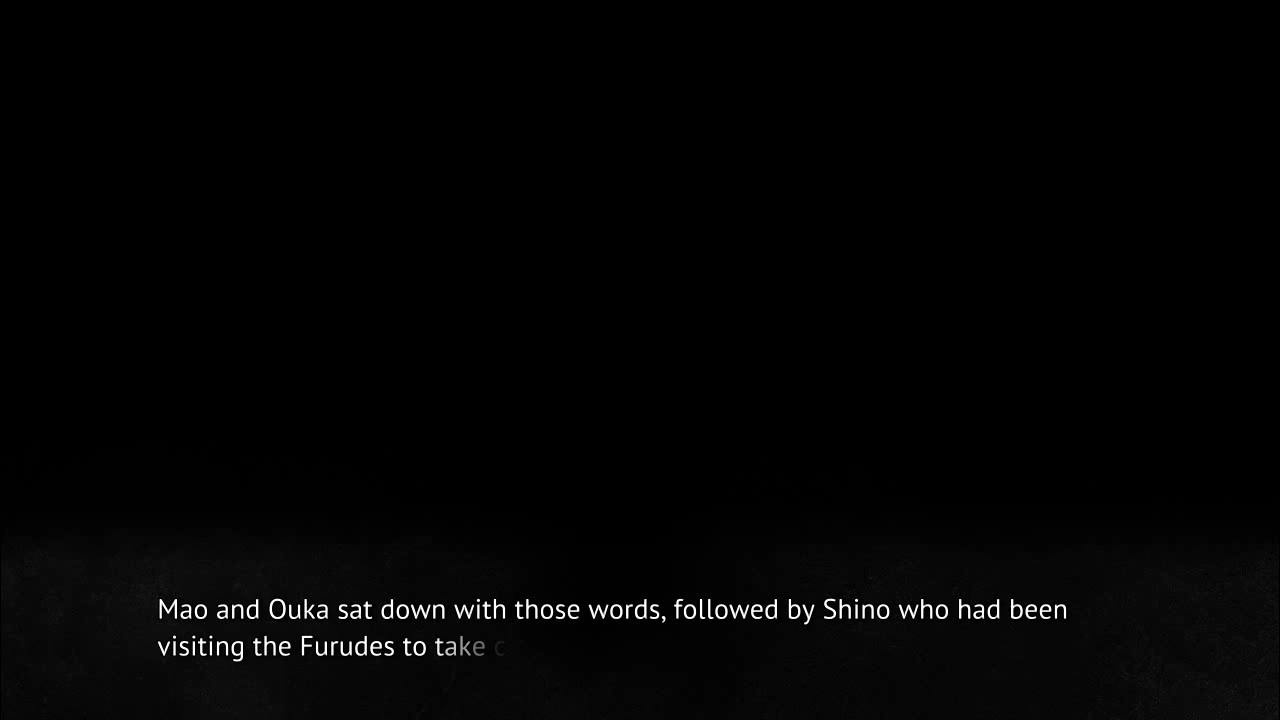 Mao and Ouka sat down with those words, followed by Shino who had been
visiting the Furudes to take c